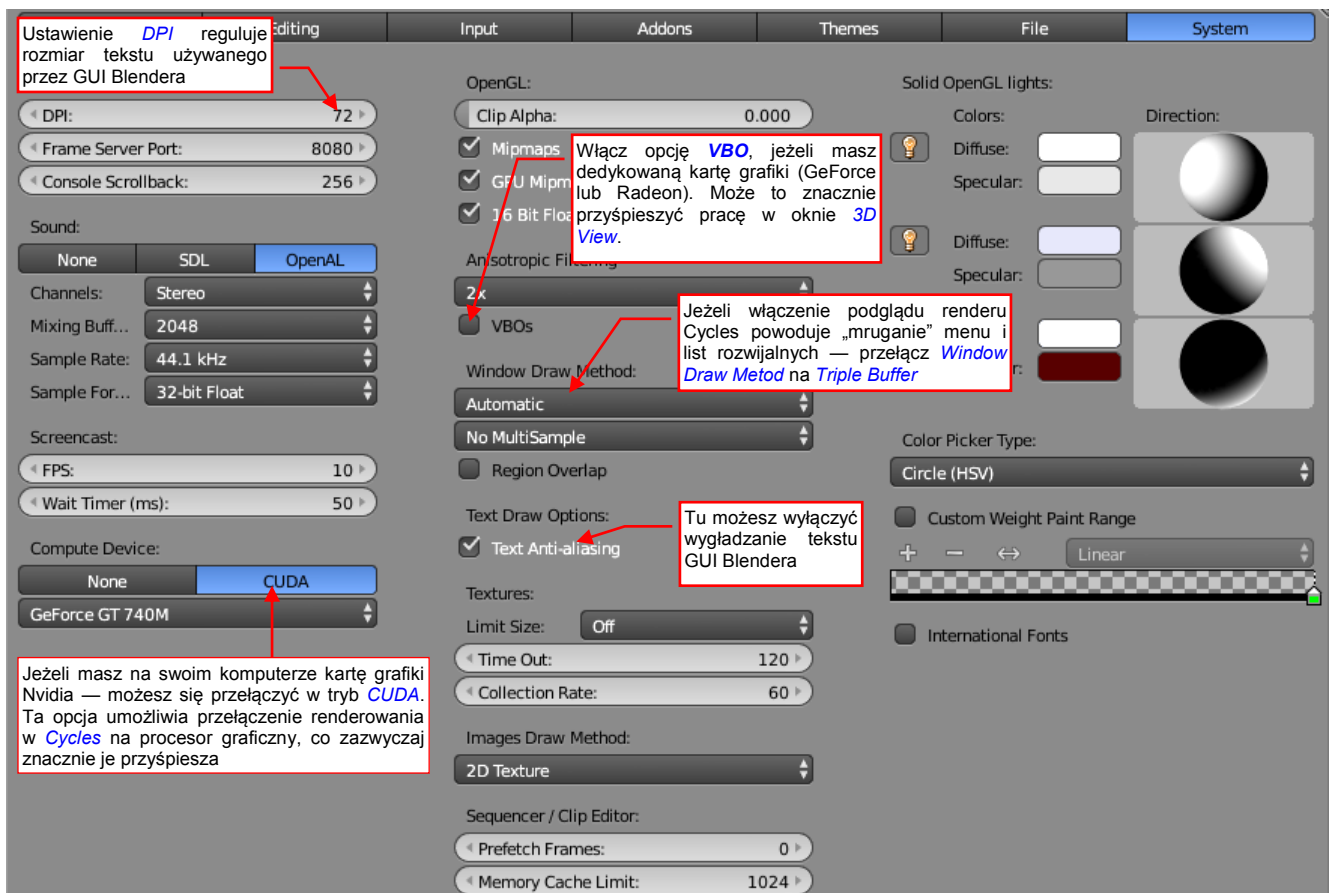 Editing
Input
Addons
Themes
File
System
Ustawienie DPI reguluje
rozmiar tekstu używanego
przez GUI Blendera
DPI: 72
Frame Server Port: 8080
Console Scrollback: 256
Sound:
None
SDL
OpenAL
Channels: Stereo
Mixing Buff... 2048
Sample Rate: 44.1 kHz
Sample For... 32-bit Float
Screencast:
FPS: 10
Wait Timer (ms): 50
Compute Device:
None
CUDA
GeForce GT 740M
Jeżeli masz na swoim komputerze kartę grafiki
Nvidia — możesz się przełączyć w tryb CUDA.
Ta opcja umożliwia przełączenie renderowania
w Cycles na procesor graficzny, co zazwyczaj
znacznie je przyśpiesza
OpenGL:
Clip Alpha: 0.000
Mipmaps
GPU Mipm
16 Bit Floa
Włącz opcję VBO, jeżeli masz
dedykowaną kartę grafiki (GeForce
lub Radeon). Może to znacznie
przyśpieszyć pracę w oknie 3D
View.
Anisotropic Filtering
2x
VBOs
Jeżeli włączenie podglądu renderu
Cycles powoduje „mruganie” menu i
list rozwijalnych — przełącz Window
Draw Metod na Triple Buffer
Window Draw Method:
Automatic
No MultiSample
Region Overlap
Text Draw Options:
Text Anti-aliasing
Tu możesz wyłączyć
wygładzanie tekstu
GUI Blendera
Textures:
Limit Size: Off
Time Out: 120
Collection Rate: 60
Images Draw Method:
2D Texture
Sequencer / Clip Editor:
Prefetch Frames: 0
Memory Cache Limit: 1024
Solid OpenGL lights:
Colors:
Direction:
Diffuse:
Specular:
Diffuse:
Specular:
r:
Color Picker Type:
Circle (HSV)
Custom Weight Paint Range
Linear
International Fonts